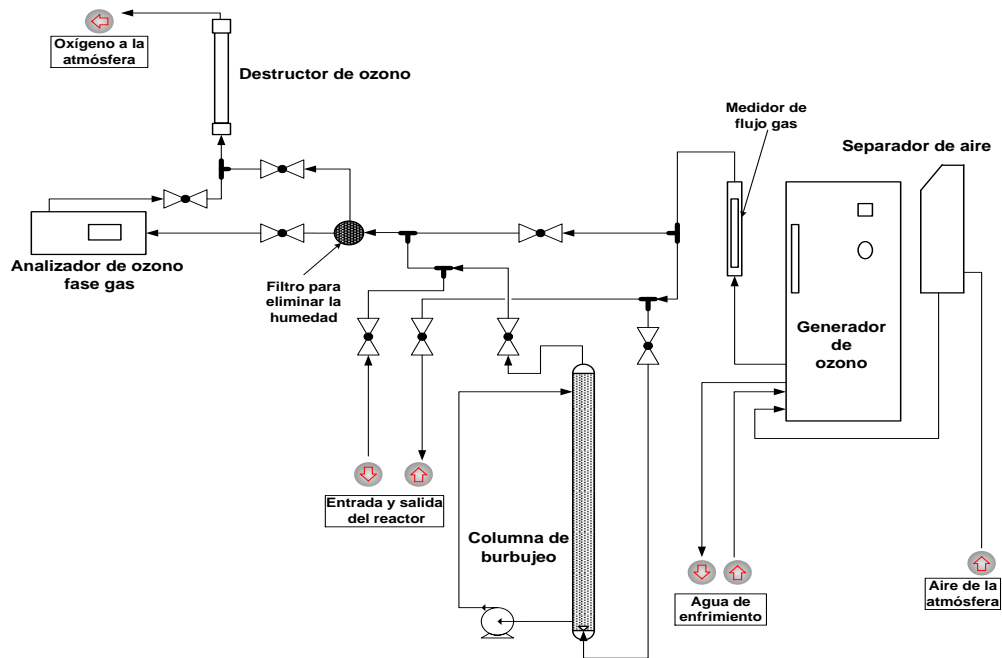 Oxígeno a la
atmósfera
Destructor de ozono
Medidor de
flujo gas
Separador de aire
Analizador de ozono
fase gas
Filtro para
eliminar la
humedad
Generador
de
ozono
Entrada y salida
del reactor
Columna de
burbujeo
Agua de
enfrimiento
Aire de la
atmósfera